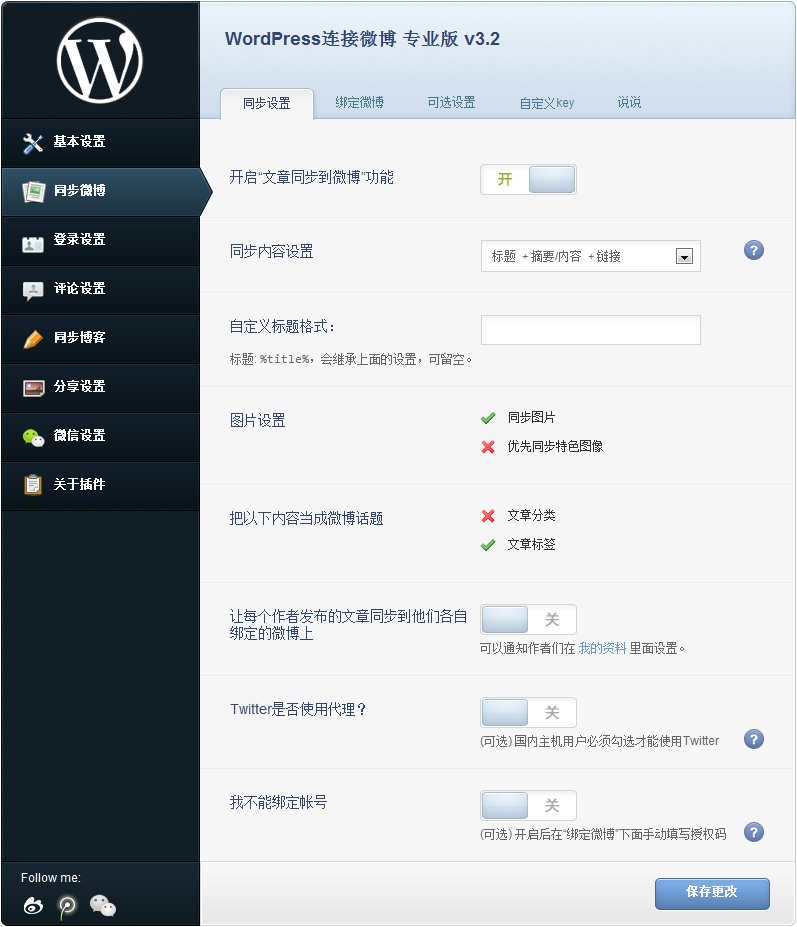 WordPress连接微博 专业版 v3.2
同步设置
绑定微博
可选设置
自定义key
说说
基本设置
同步微博
登录设置
评论设置
同步博客
分享设置
微信设置
关于插件
开启“文章同步到微博”功能
开
同步内容设置
标题 +摘要/内容 +链接
?
自定义标题格式：
标题: %title%，会继承上面的设置，可留空。
图片设置
同步图片
优先同步特色图像
把以下内容当成微博话题
文章分类
文章标签
让每个作者发布的文章同步到他们各自
绑定的微博上
关
可以通知作者们在 我的资料 里面设置。
Twitter是否使用代理？
关
(可选) 国内主机用户必须勾选才能使用Twitter
?
我不能绑定帐号
关
(可选) 开启后在“绑定微博”下面手动填写授权码
?
Follow me:
保存更改